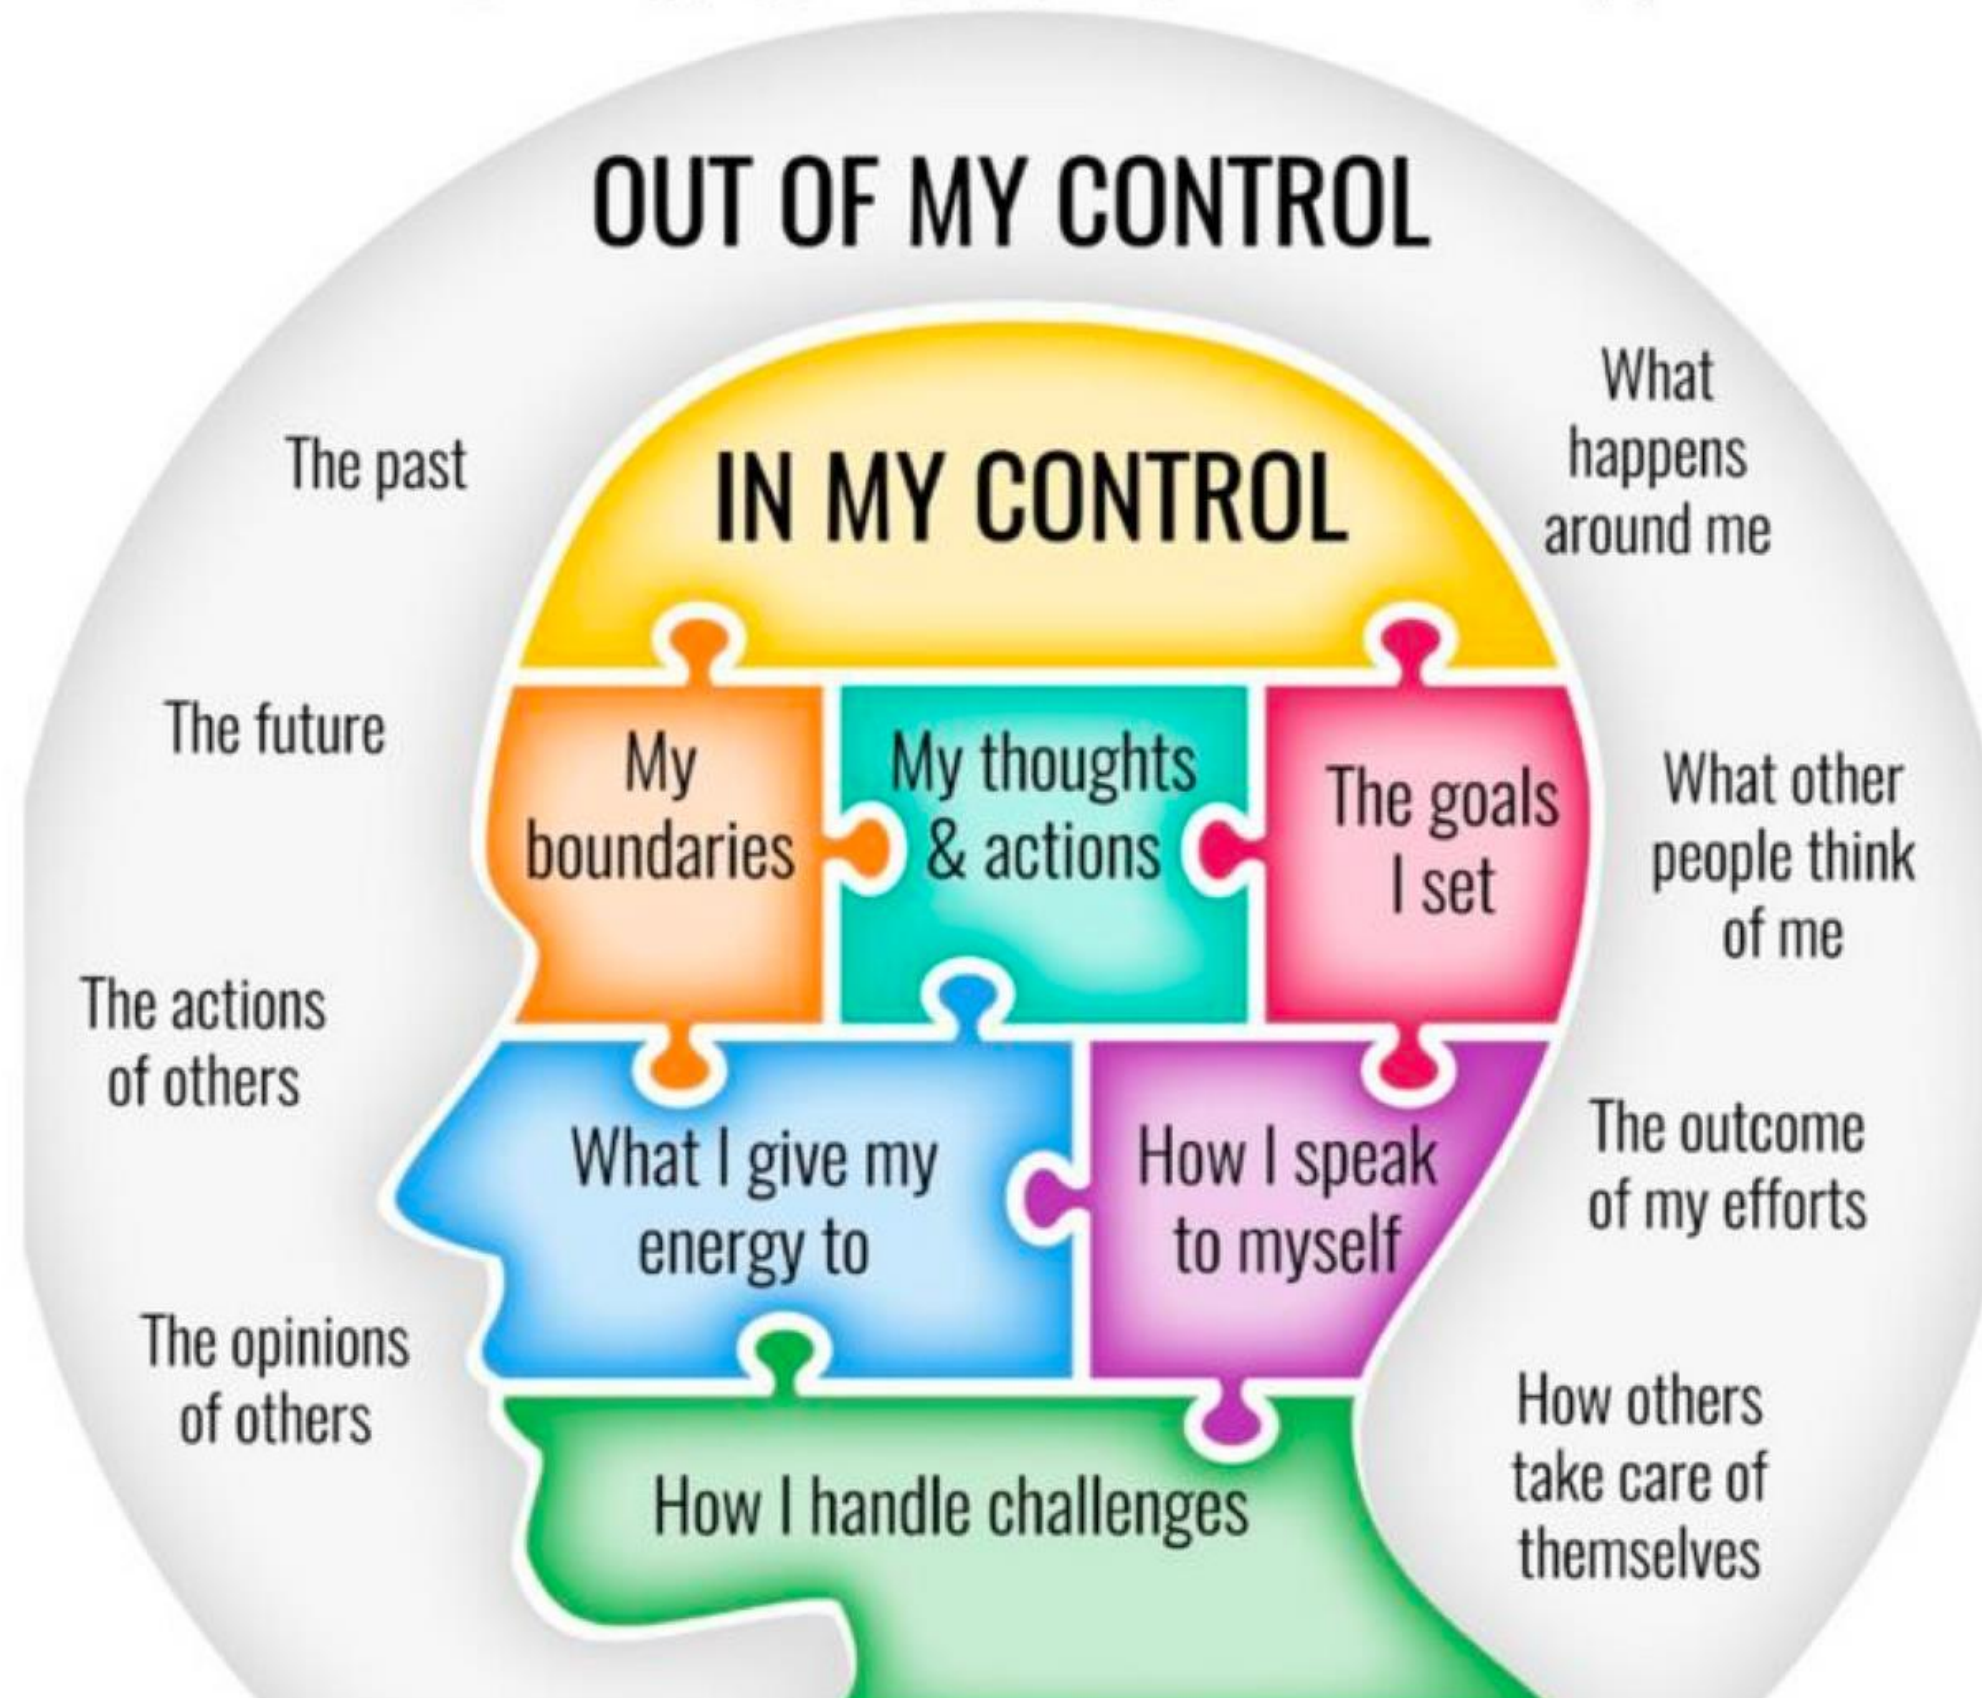 OUT OF MY CONTROL
IN MY CONTROL
The past
The future
The actions
of others
The opinions
of others
My
boundaries
My thoughts
& actions
The goals
I set
What I give my
energy to
How I speak
to myself
How I handle challenges
What
happens
around me
What other
people think
of me
The outcome
of my efforts
How others
take care of
themselves